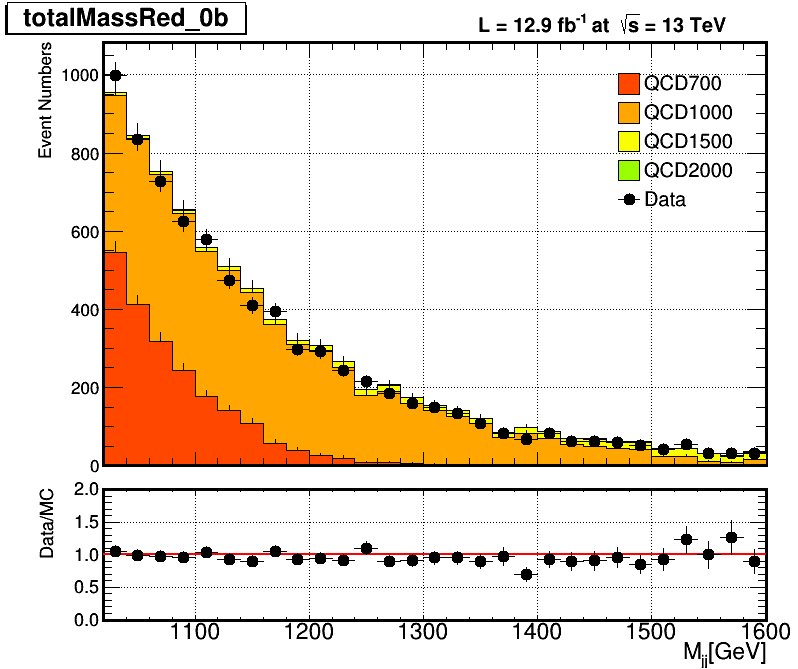 totalMassRed_0b
L = 12.9 fb⁻¹ at √s = 13 TeV
Event Numbers
1000
800
600
400
200
0
QCD700
QCD1000
QCD1500
QCD2000
Data
Data/MC
2.0
1.5
1.0
0.5
0.0
1100 1200 1300 1400 1500 1600
M_jj[GeV]